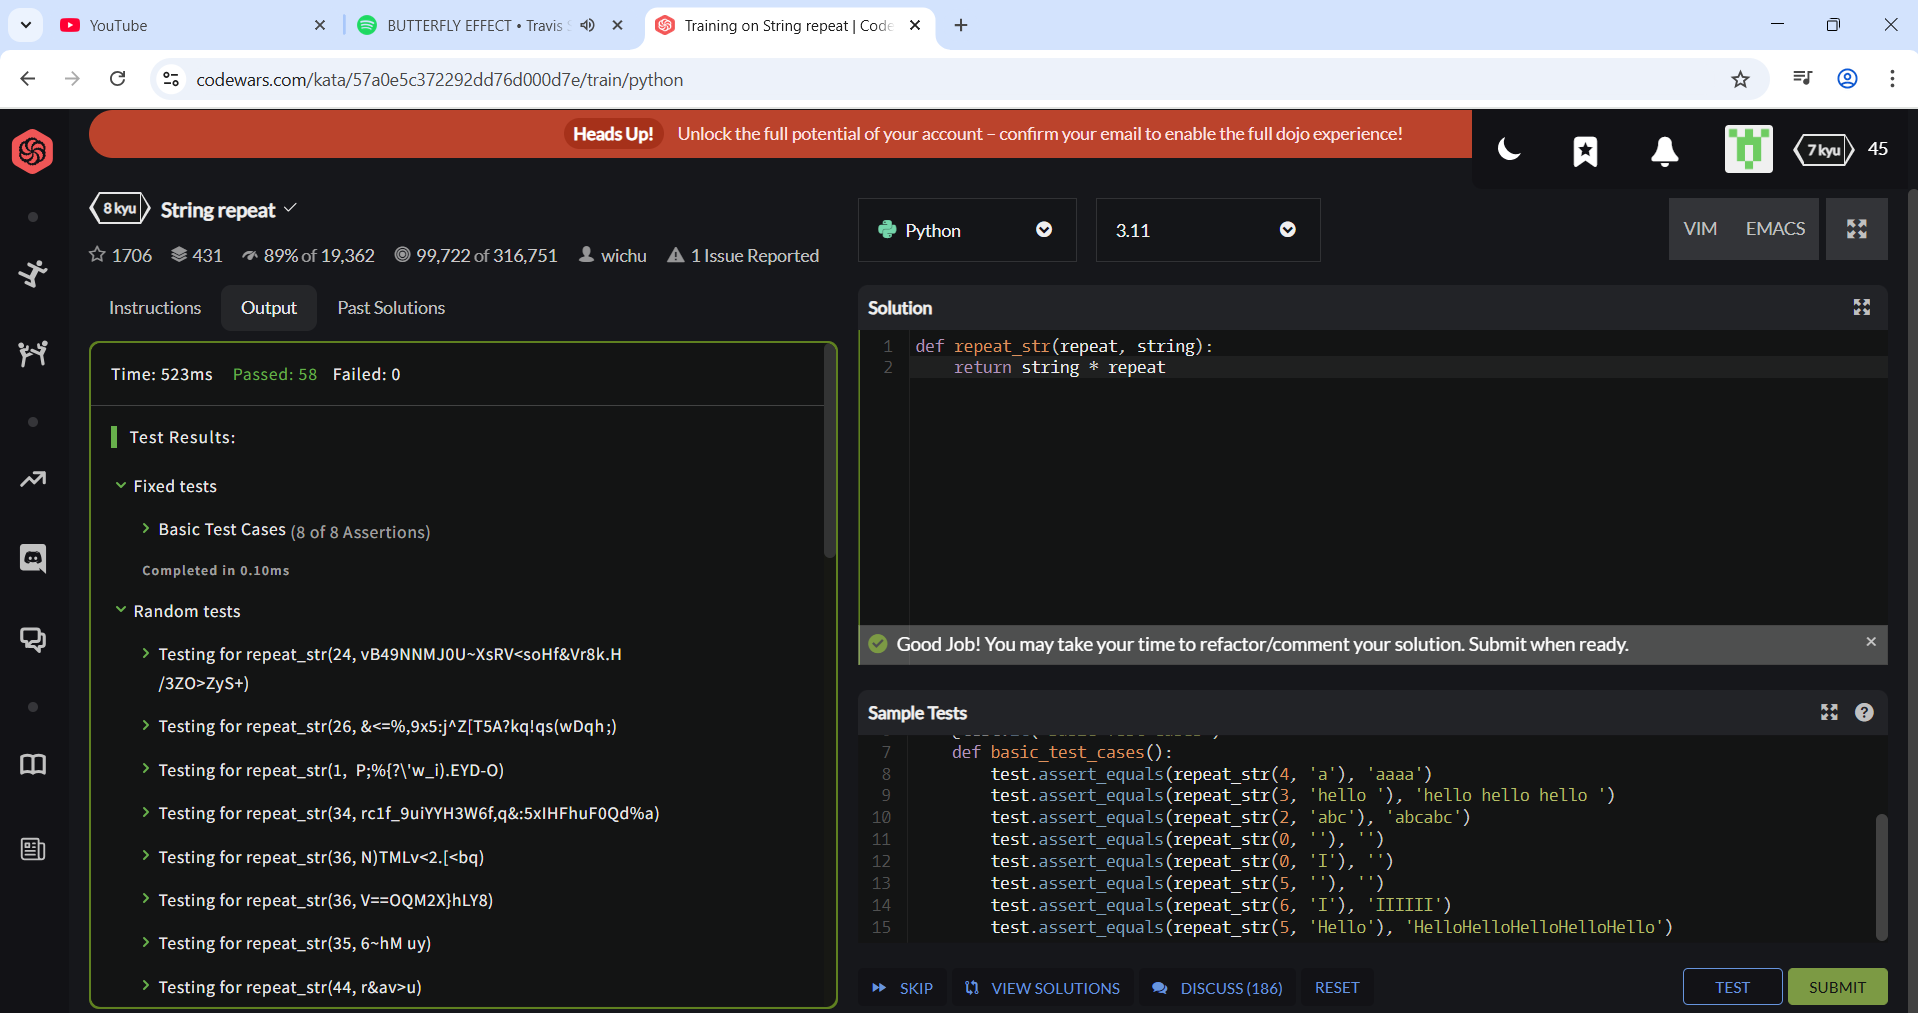 YouTube
BUTTERFLY EFFECT • Travis
Training on String repeat | Code
codewars.com/kata/57a0e5c372292dd76d000d7e/train/python
Heads Up! Unlock the full potential of your account – confirm your email to enable the full dojo experience!
7 kyu 45
8 kyu String repeat
1706 431 89% of 19,362 99,722 of 316,751 wichu 1 Issue Reported
Python
3.11
VIM EMACS
Instructions Output Past Solutions
Time: 523ms Passed: 58 Failed: 0
Test Results:
Fixed tests
Basic Test Cases (8 of 8 Assertions)
Completed in 0.10ms
Random tests
Testing for repeat_str(24, vB49NNMJ0U~XsRV<soHf&Vr8k.H
/3ZO>ZyS+)
Testing for repeat_str(26, &<=%,9x5:j^Z[T5A?kq!qs(wDqh;)
Testing for repeat_str(1,  P;%{?\'w_i).EYD-O)
Testing for repeat_str(34, rc1f_9uiYYH3W6f,q&:5xIHFhuF0Qd%a)
Testing for repeat_str(36, N)TMLv<2.[<bq)
Testing for repeat_str(36, V==OQM2X}hLY8)
Testing for repeat_str(35, 6~hM uy)
Testing for repeat_str(44, r&av>u)
Solution
1 def repeat_str(repeat, string):
2     return string * repeat
Good Job! You may take your time to refactor/comment your solution. Submit when ready.
Sample Tests
7     def basic_test_cases():
8         test.assert_equals(repeat_str(4, 'a'), 'aaaa')
9         test.assert_equals(repeat_str(3, 'hello '), 'hello hello hello ')
10         test.assert_equals(repeat_str(2, 'abc'), 'abcabc')
11         test.assert_equals(repeat_str(0, ''), '')
12         test.assert_equals(repeat_str(0, 'I'), '')
13         test.assert_equals(repeat_str(5, ''), '')
14         test.assert_equals(repeat_str(6, 'I'), 'IIIIII')
15         test.assert_equals(repeat_str(5, 'Hello'), 'HelloHelloHelloHelloHello')
SKIP VIEW SOLUTIONS DISCUSS (186) RESET
TEST SUBMIT